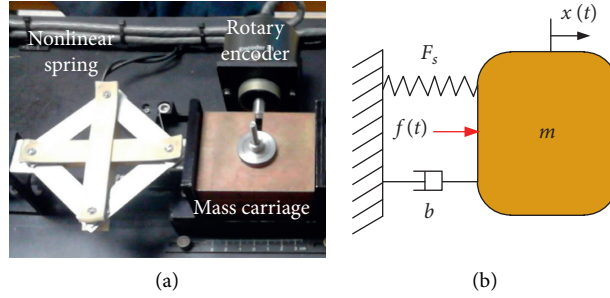 Nonlinear
spring
Rotary
encoder
Mass carriage
(a)
x (t)
F_s
f (t)
m
b
(b)